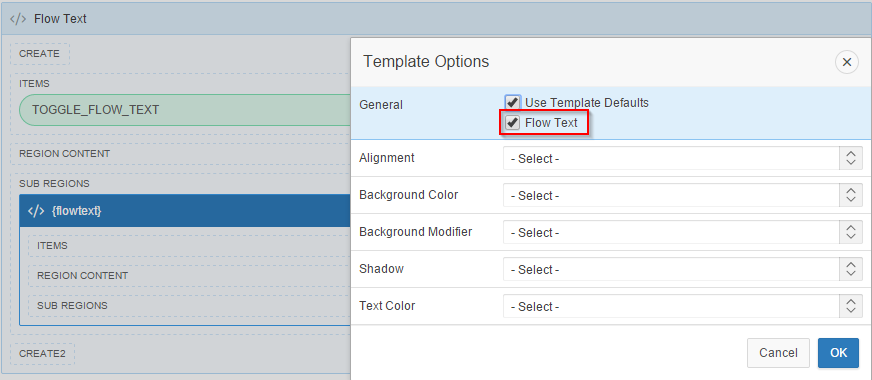 </> Flow Text
CREATE
ITEMS
TOGGLE_FLOW_TEXT
REGION CONTENT
SUB REGIONS
</> {flowtext}
ITEMS
REGION CONTENT
SUB REGIONS
CREATE2
Template Options
General
Use Template Defaults
Flow Text
Alignment - Select -
Background Color - Select -
Background Modifier - Select -
Shadow - Select -
Text Color - Select -
Cancel OK